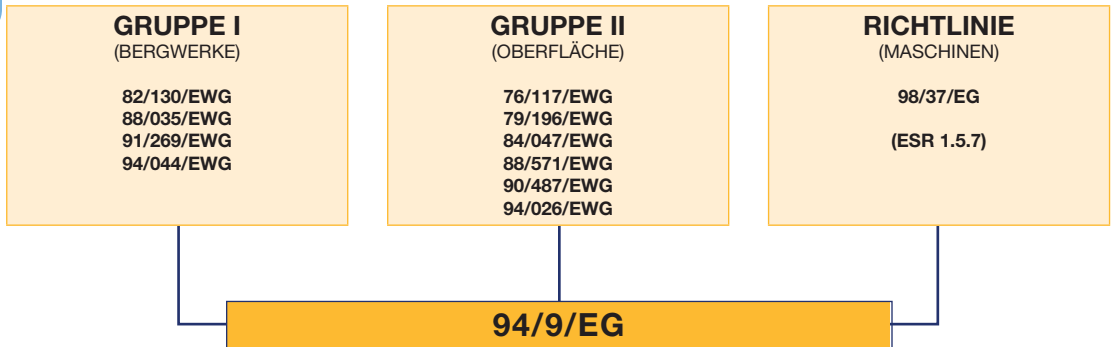 GRUPPE I
(BERGWERKE)
82/130/EWG
88/035/EWG
91/269/EWG
94/044/EWG
GRUPPE II
(OBERFLÄCHE)
76/117/EWG
79/196/EWG
84/047/EWG
88/571/EWG
90/487/EWG
94/026/EWG
RICHTLINIE
(MASCHINEN)
98/37/EG
(ESR 1.5.7)
94/9/EG